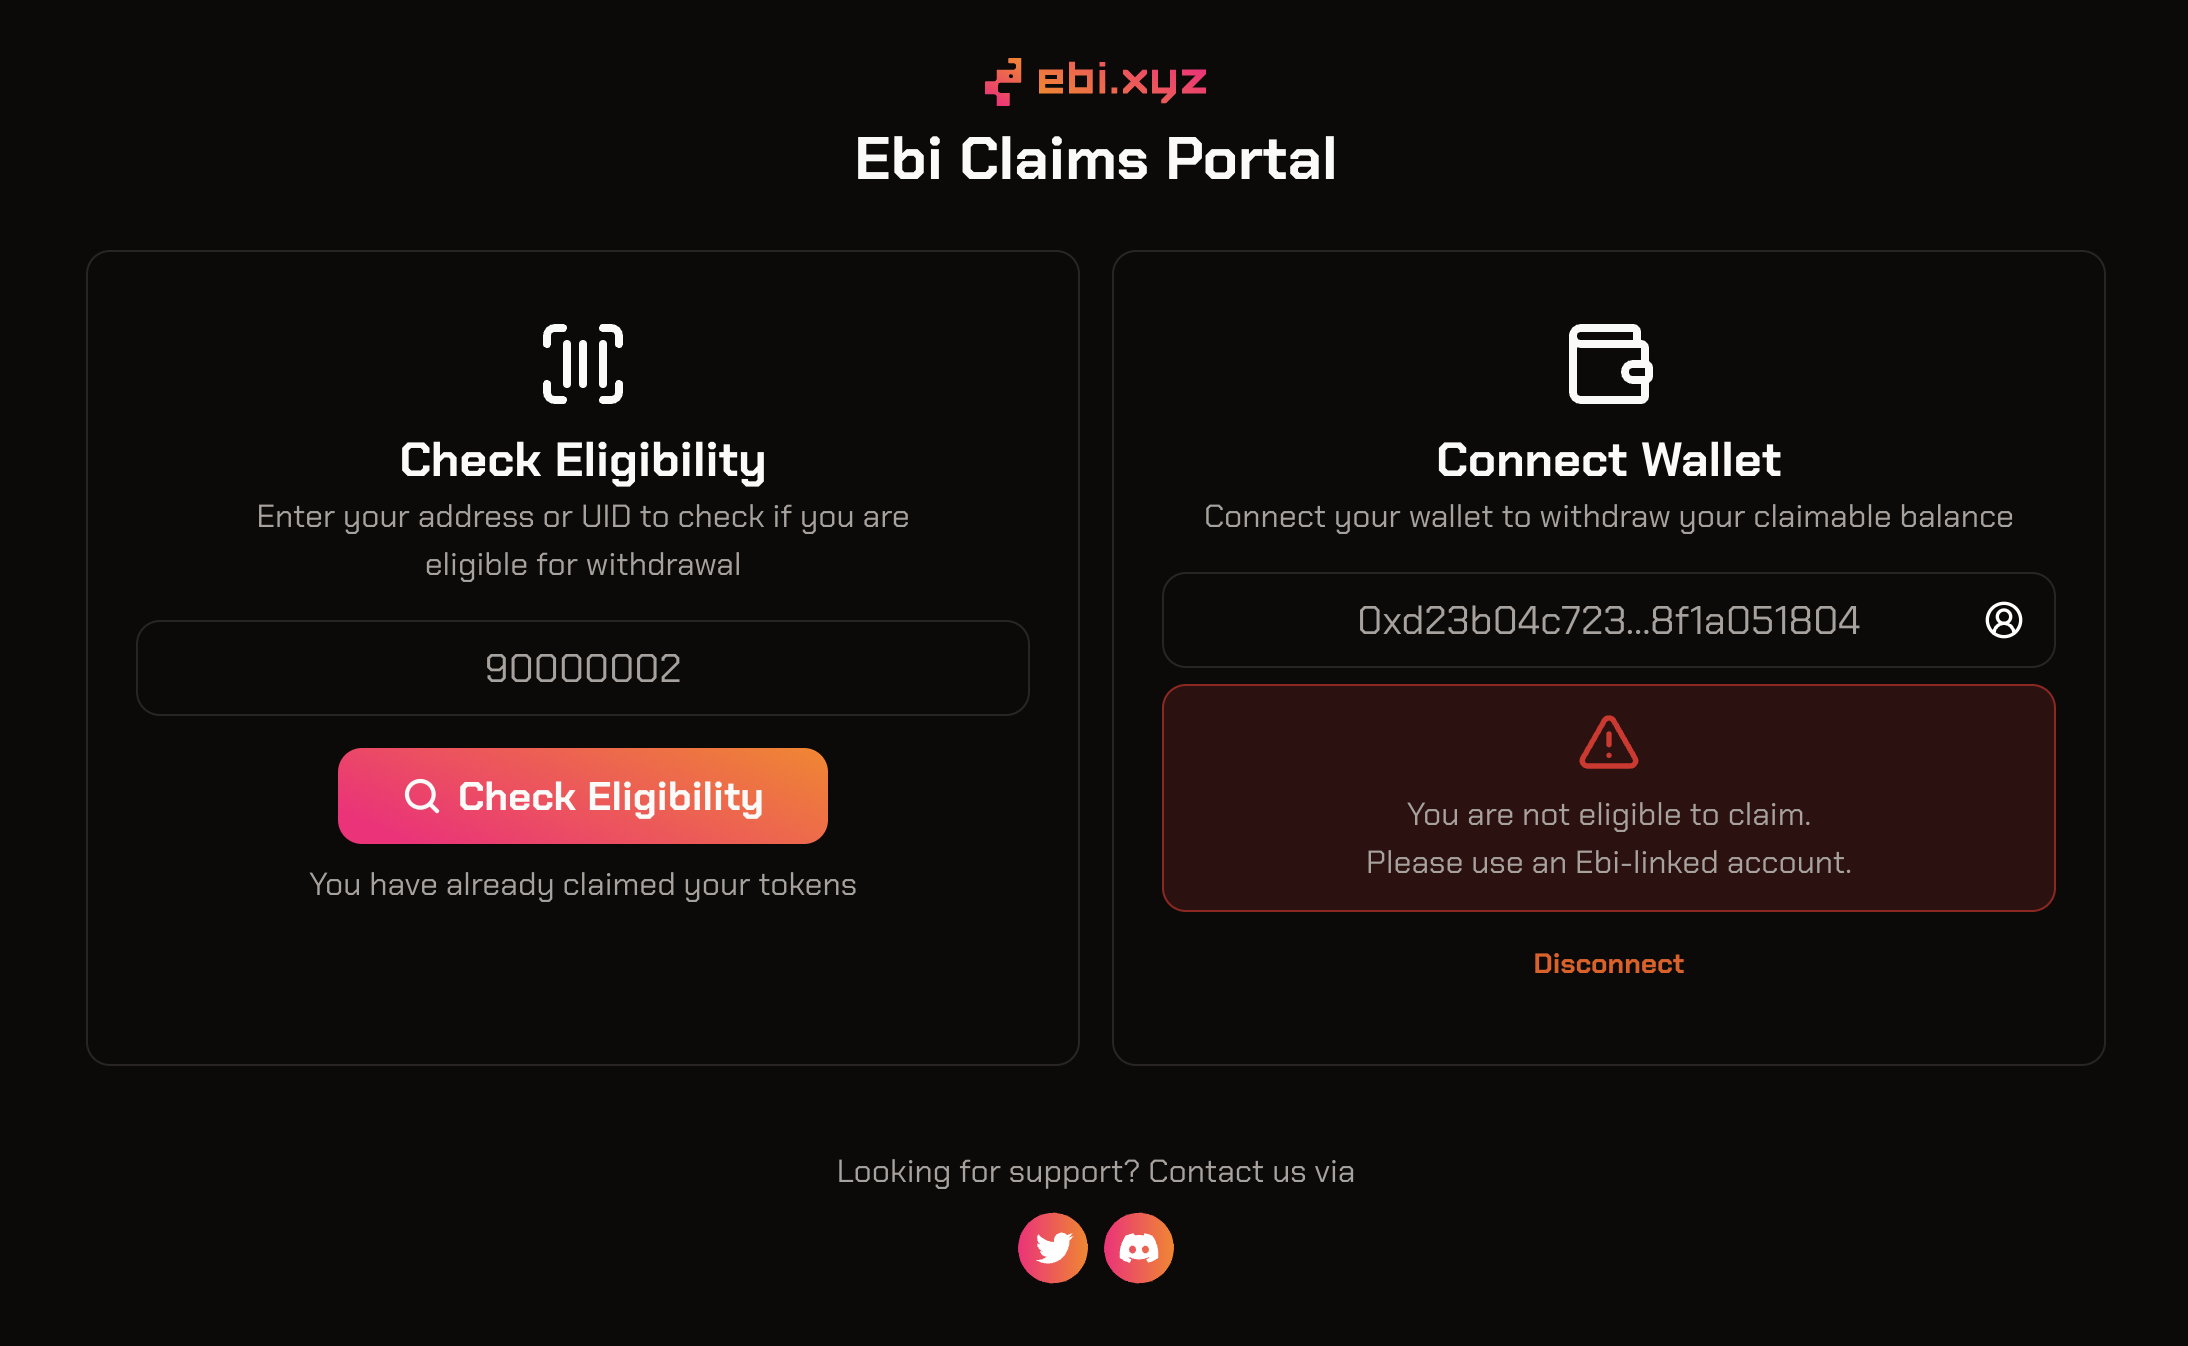 ebi.xyz
Ebi Claims Portal
Check Eligibility
Enter your address or UID to check if you are
eligible for withdrawal
90000002
Check Eligibility
You have already claimed your tokens
Connect Wallet
Connect your wallet to withdraw your claimable balance
0xd23b04c723...8f1a051804
You are not eligible to claim.
Please use an Ebi-linked account.
Disconnect
Looking for support? Contact us via